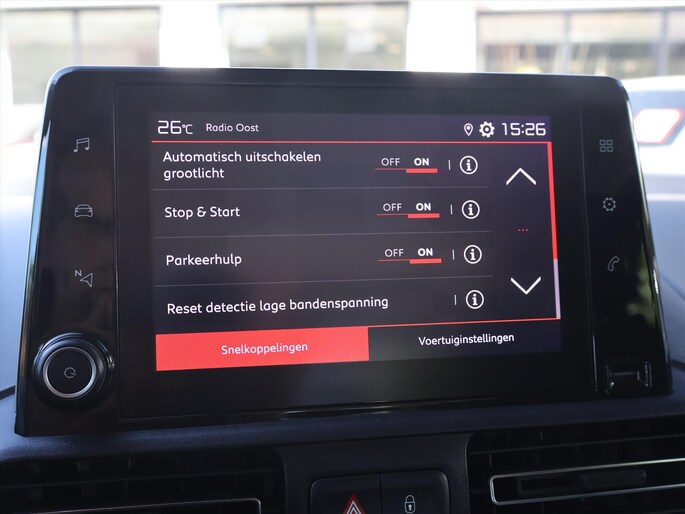 26°C Radio Oost 15:26
Automatisch uitschakelen
grootlicht
OFF ON
Stop & Start
OFF ON
Parkeerhulp
OFF ON
Reset detectie lage bandenspanning
Snelkoppelingen
Voertuiginstellingen
N